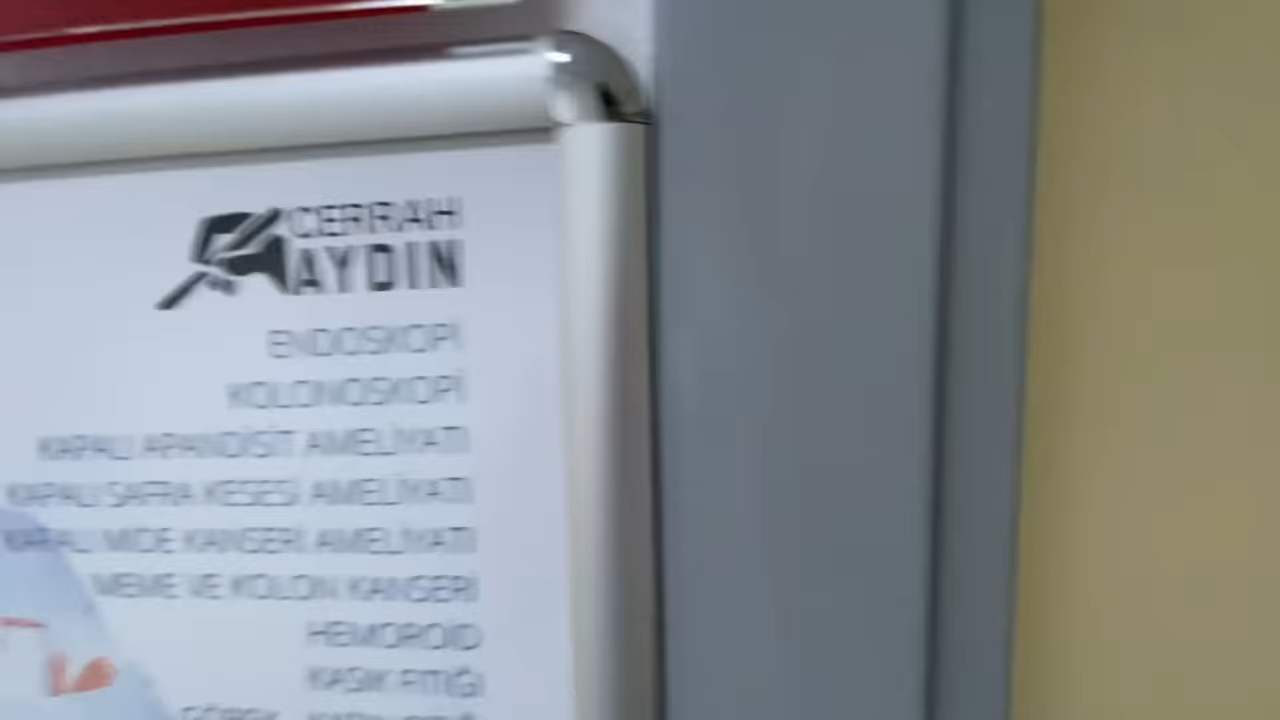 CERRAHİ
AYDIN
ENDOSKOPİ
KOLONOSKOPİ
KAPALI APANDİSİT AMELİYATI
KAPALI SAFRA KESESİ AMELİYATI
KAPALI MİDE KANSERİ AMELİYATI
MEME VE KOLON KANSERİ
HEMOROİD
KASIK FITIĞI